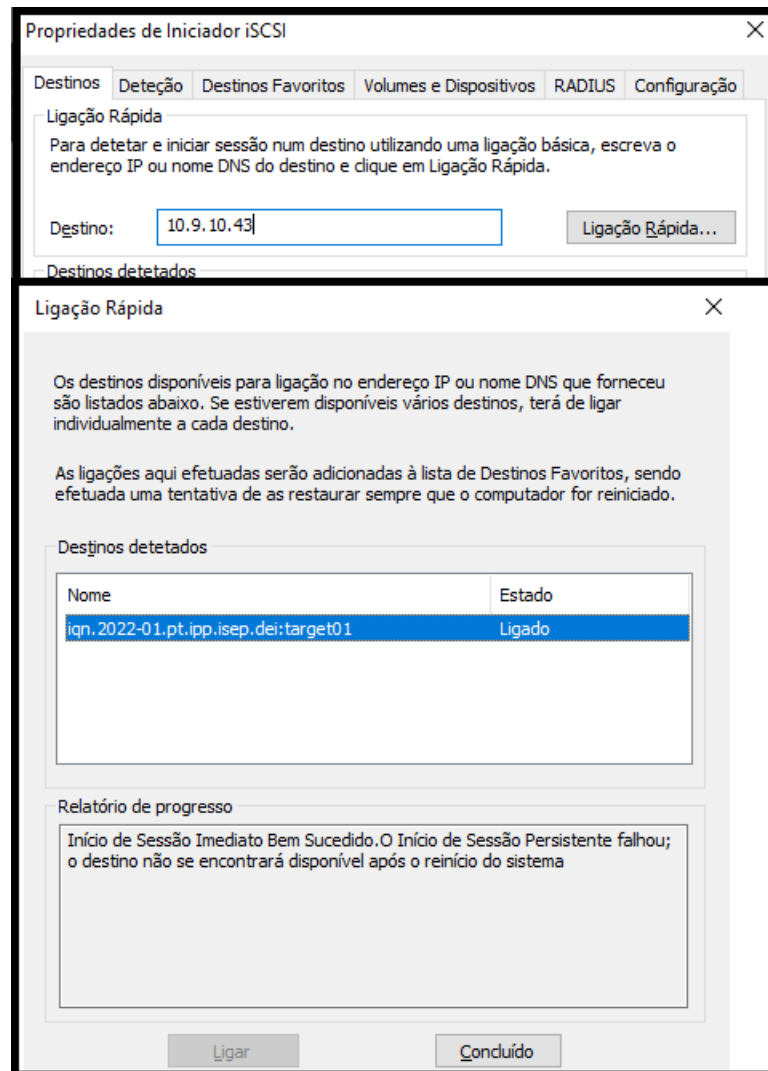 Propriedades de Iniciador iSCSI
Destinos Deteção Destinos Favoritos Volumes e Dispositivos RADIUS Configuração
Ligação Rápida
Para detetar e iniciar sessão num destino utilizando uma ligação básica, escreva o
endereço IP ou nome DNS do destino e clique em Ligação Rápida.
Destino: 10.9.10.43 Ligação Rápida...
Destinos detetados
Ligação Rápida
Os destinos disponíveis para ligação no endereço IP ou nome DNS que forneceu
são listados abaixo. Se estiverem disponíveis vários destinos, terá de ligar
individualmente a cada destino.
As ligações aqui efetuadas serão adicionadas à lista de Destinos Favoritos, sendo
efetuada uma tentativa de as restaurar sempre que o computador for reiniciado.
Destinos detetados
Nome Estado
iqn.2022-01.pt.ipp.isep.dei:target01 Ligado
Relatório de progresso
Início de Sessão Imediato Bem Sucedido.O Início de Sessão Persistente falhou;
o destino não se encontrará disponível após o reinício do sistema
Ligar Concluído